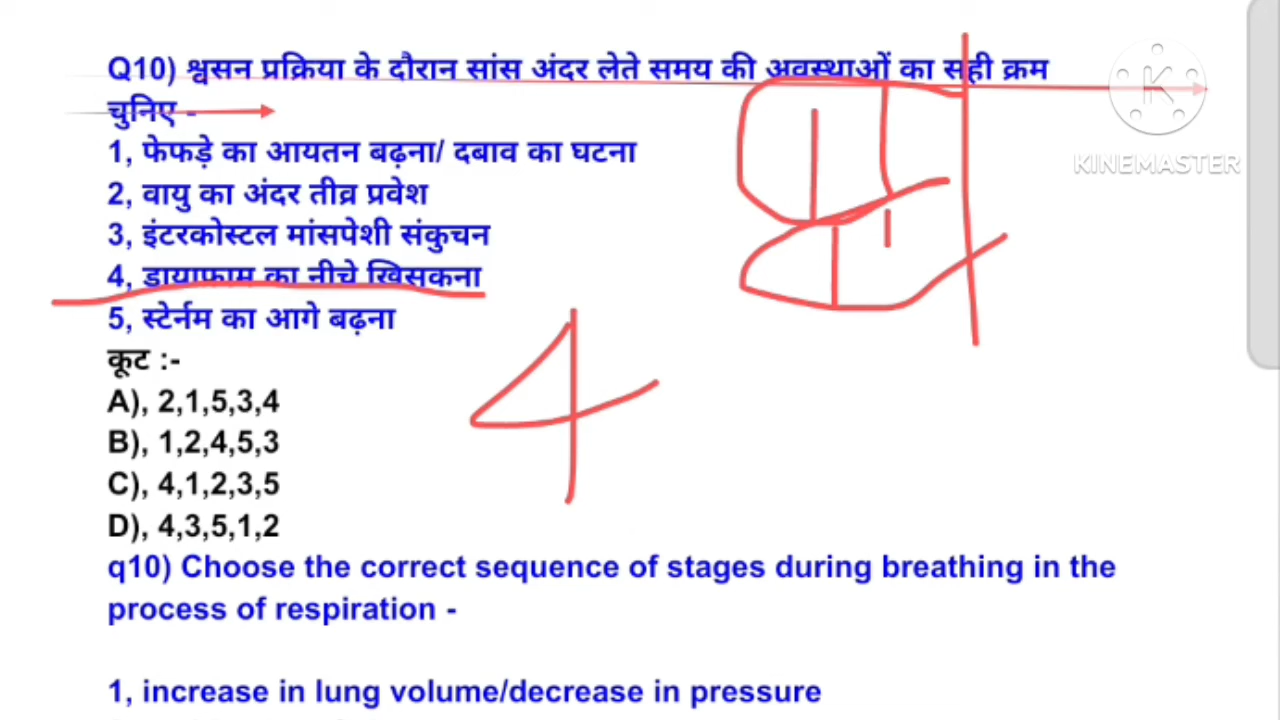 Q10) श्वसन प्रक्रिया के दौरान सांस अंदर लेते समय की अवस्थाओं का सही क्रम
चुनिए -
1, फेफड़े का आयतन बढ़ना/ दबाव का घटना
2, वायु का अंदर तीव्र प्रवेश
3, इंटरकोस्टल मांसपेशी संकुचन
4, डायाफ्राम का नीचे खिसकना
5, स्टेर्नम का आगे बढ़ना
कूट :-
A), 2,1,5,3,4
B), 1,2,4,5,3
C), 4,1,2,3,5
D), 4,3,5,1,2
q10) Choose the correct sequence of stages during breathing in the
process of respiration -
1, increase in lung volume/decrease in pressure
4
K
KINEMASTER